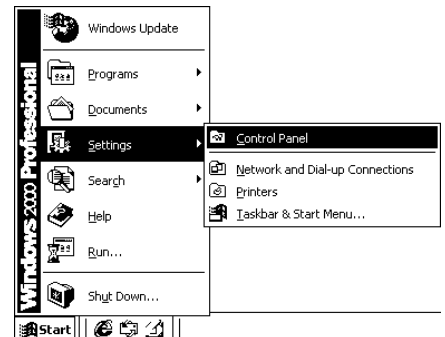 Windows 2000 Professional
Windows Update
Programs
Documents
Settings
Search
Help
Run...
Shut Down...
Control Panel
Network and Dial-up Connections
Printers
Taskbar & Start Menu...
Start